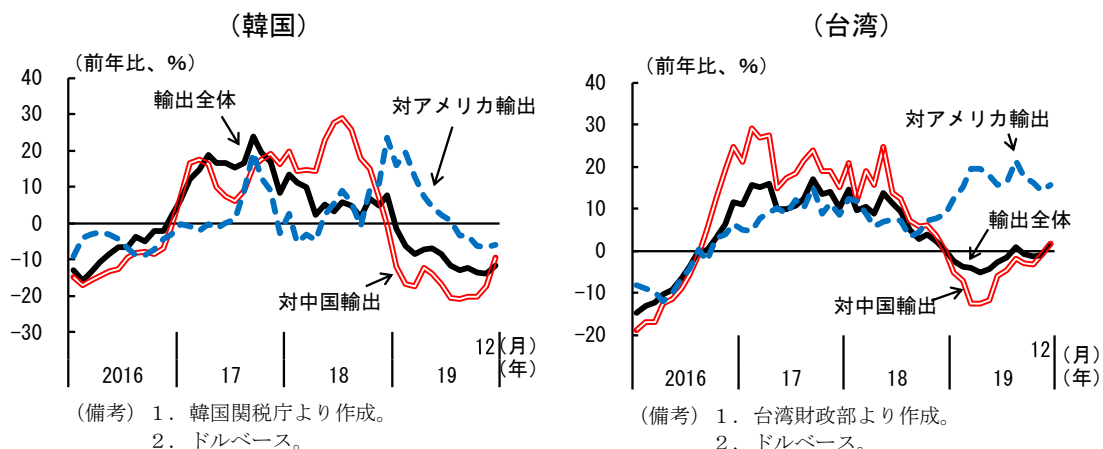 （韓国）
（前年比、%）
40
30
20
10
0
-10
-20
-30
輸出全体
対アメリカ輸出
対中国輸出
12（月）
2016 17 18 19 （年）
（備考）１．韓国関税庁より作成。
２．ドルベース。
（台湾）
（前年比、%）
40
30
20
10
0
-10
-20
対アメリカ輸出
輸出全体
対中国輸出
12（月）
2016 17 18 19 （年）
（備考）１．台湾財政部より作成。
２．ドルベース。